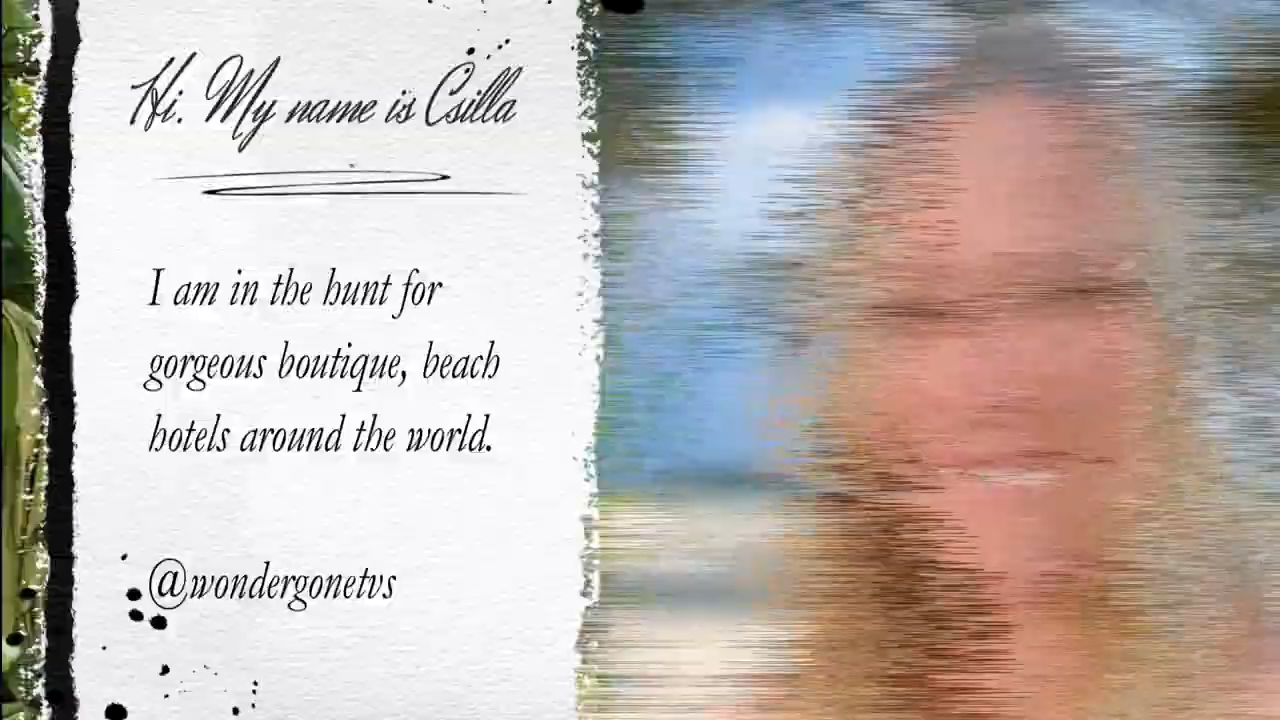 Hi. My name is Csilla
I am in the hunt for
gorgeous boutique, beach
hotels around the world.
@wondergonetvs